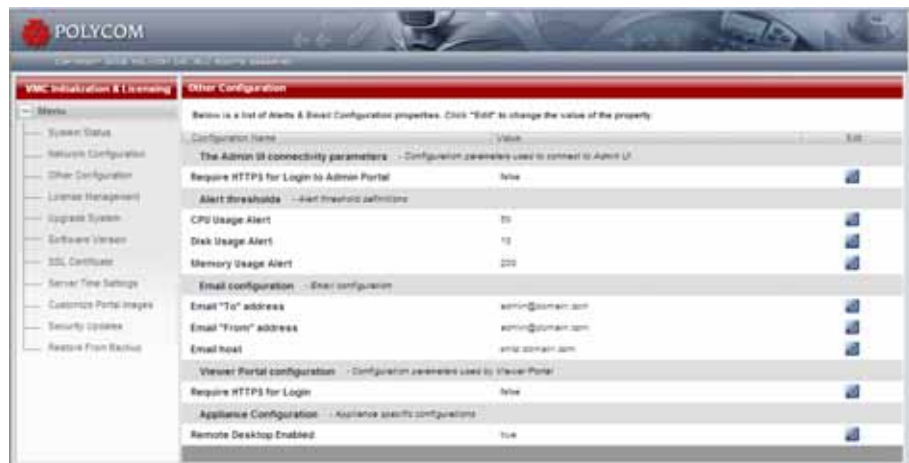 POLYCOM
VMC Initialization & Licensing
Other Configuration
Menu
Below is a list of Alerts & Email Configuration properties. Click "Edit" to change the value of the property
System Status
Network Configuration
Other Configuration
License Management
Upgrade System
Software Version
SSL Certificate
Server Time Settings
Customize Portal Images
Security Updates
Restore From Backup
Configuration Name Value Edit
The Admin UI connectivity parameters - Configuration parameters used to connect to Admin UI
Require HTTPS for Login to Admin Portal false
Alert thresholds - Alert threshold definitions
CPU Usage Alert
Disk Usage Alert
Memory Usage Alert 200
Email configuration - Email configuration
Email "To" address admin@domain.com
Email "From" address admin@domain.com
Email host smtp.domain.com
Viewer Portal configuration - Configuration parameters used by Viewer Portal
Require HTTPS for Login false
Appliance Configuration - Appliance specific configurations
Remote Desktop Enabled true